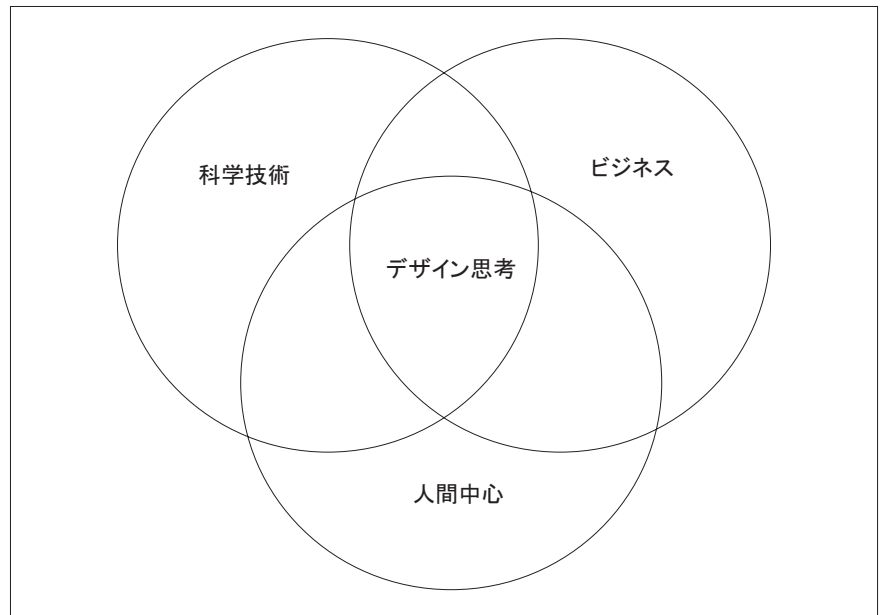 科学技術
ビジネス
デザイン思考
人間中心